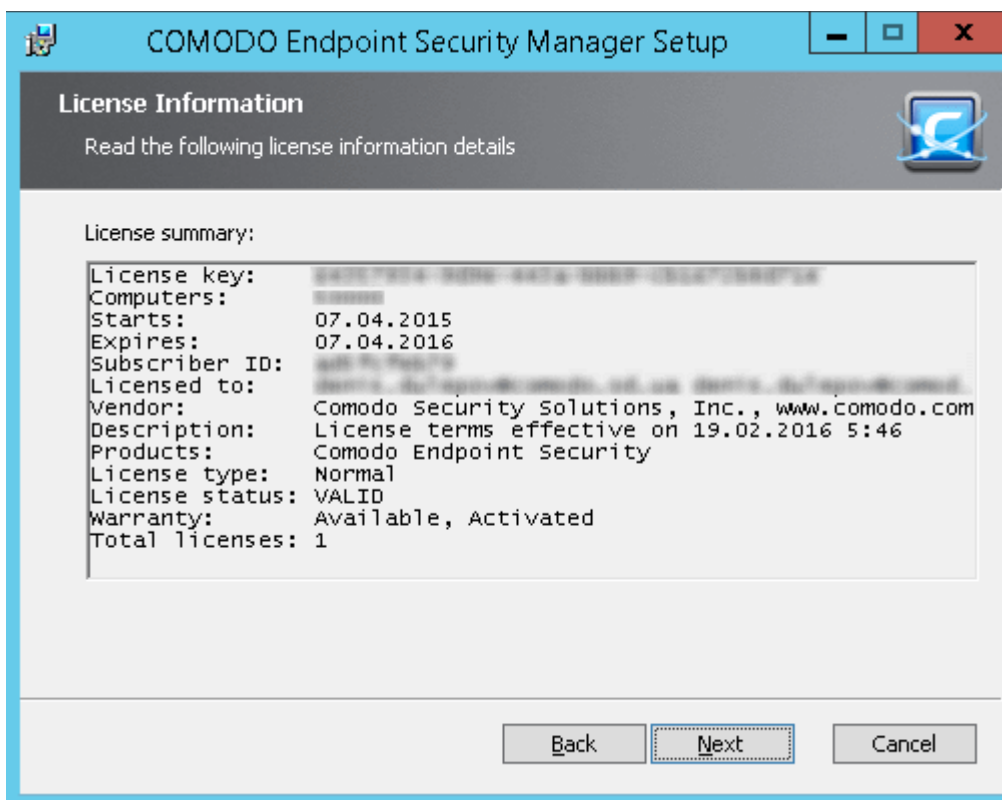 COMODO Endpoint Security Manager Setup
License Information
Read the following license information details
License summary:
License key:
Computers:
Starts: 07.04.2015
Expires: 07.04.2016
Subscriber ID:
Licensed to:
Vendor: Comodo Security Solutions, Inc., www.comodo.com
Description: License terms effective on 19.02.2016 5:46
Products: Comodo Endpoint Security
License type: Normal
License status: VALID
Warranty: Available, Activated
Total licenses: 1
Back Next Cancel